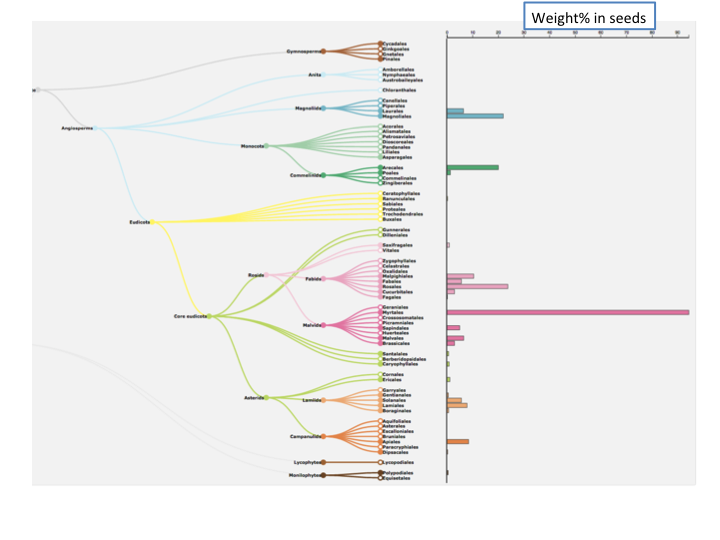 Weight% in seeds
0 10 20 30 40 50 60 70 80 90
Cycadales
Ginkgoales
Gymnosperms
Gnetales
Pinales
Amborellales
Anita
Nymphaeales
Austrobaileyales
Chloranthales
Canellales
Piperales
Magnoliids
Laurales
Magnoliales
Angiosperms
Acorales
Alismatales
Petrosaviales
Dioscoreales
Monocots
Pandanales
Liliales
Asparagales
Arecales
Poales
Commelinids
Commelinales
Zingiberales
Ceratophyllales
Ranunculales
Sabiales
Proteales
Trochodendrales
Buxales
Eudicots
Gunnerales
Dilleniales
Saxifragales
Vitales
Zygophyllales
Celastrales
Oxalidales
Rosids
Malpighiales
Fabids
Fabales
Rosales
Cucurbitales
Fagales
Geraniales
Myrtales
Core eudicots
Crossosomatales
Picramniales
Malvids
Sapindales
Huerteales
Malvales
Brassicales
Santalales
Berberidopsidales
Caryophyllales
Cornales
Ericales
Garryales
Gentianales
Asterids
Lamiids
Solanales
Lamiales
Boraginales
Aquifoliales
Asterales
Escalloniales
Campanulids
Bruniales
Apiales
Paracryphiales
Dipsacales
Lycophytes
Lycopodiales
Monilophytes
Polypodiales
Equisetales